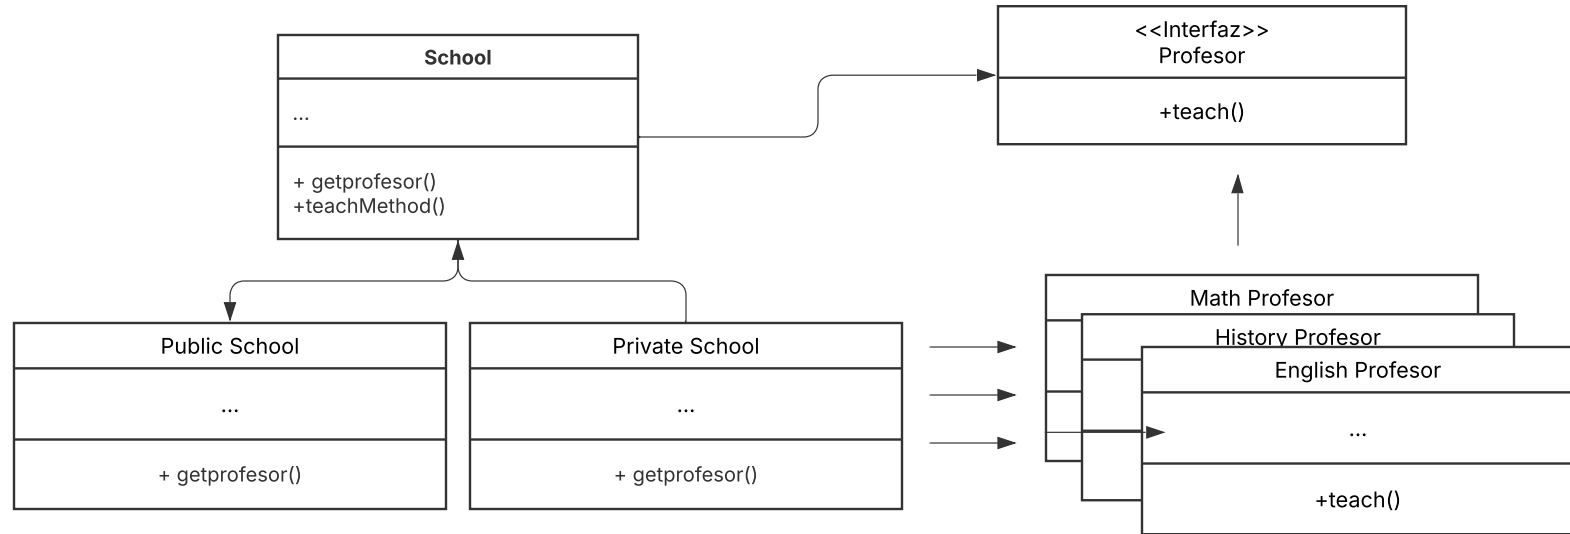 School
...
+ getprofesor()
+teachMethod()
<<Interfaz>>
Profesor
+teach()
Public School
...
+ getprofesor()
Private School
...
+ getprofesor()
Math Profesor
History Profesor
English Profesor
...
+teach()